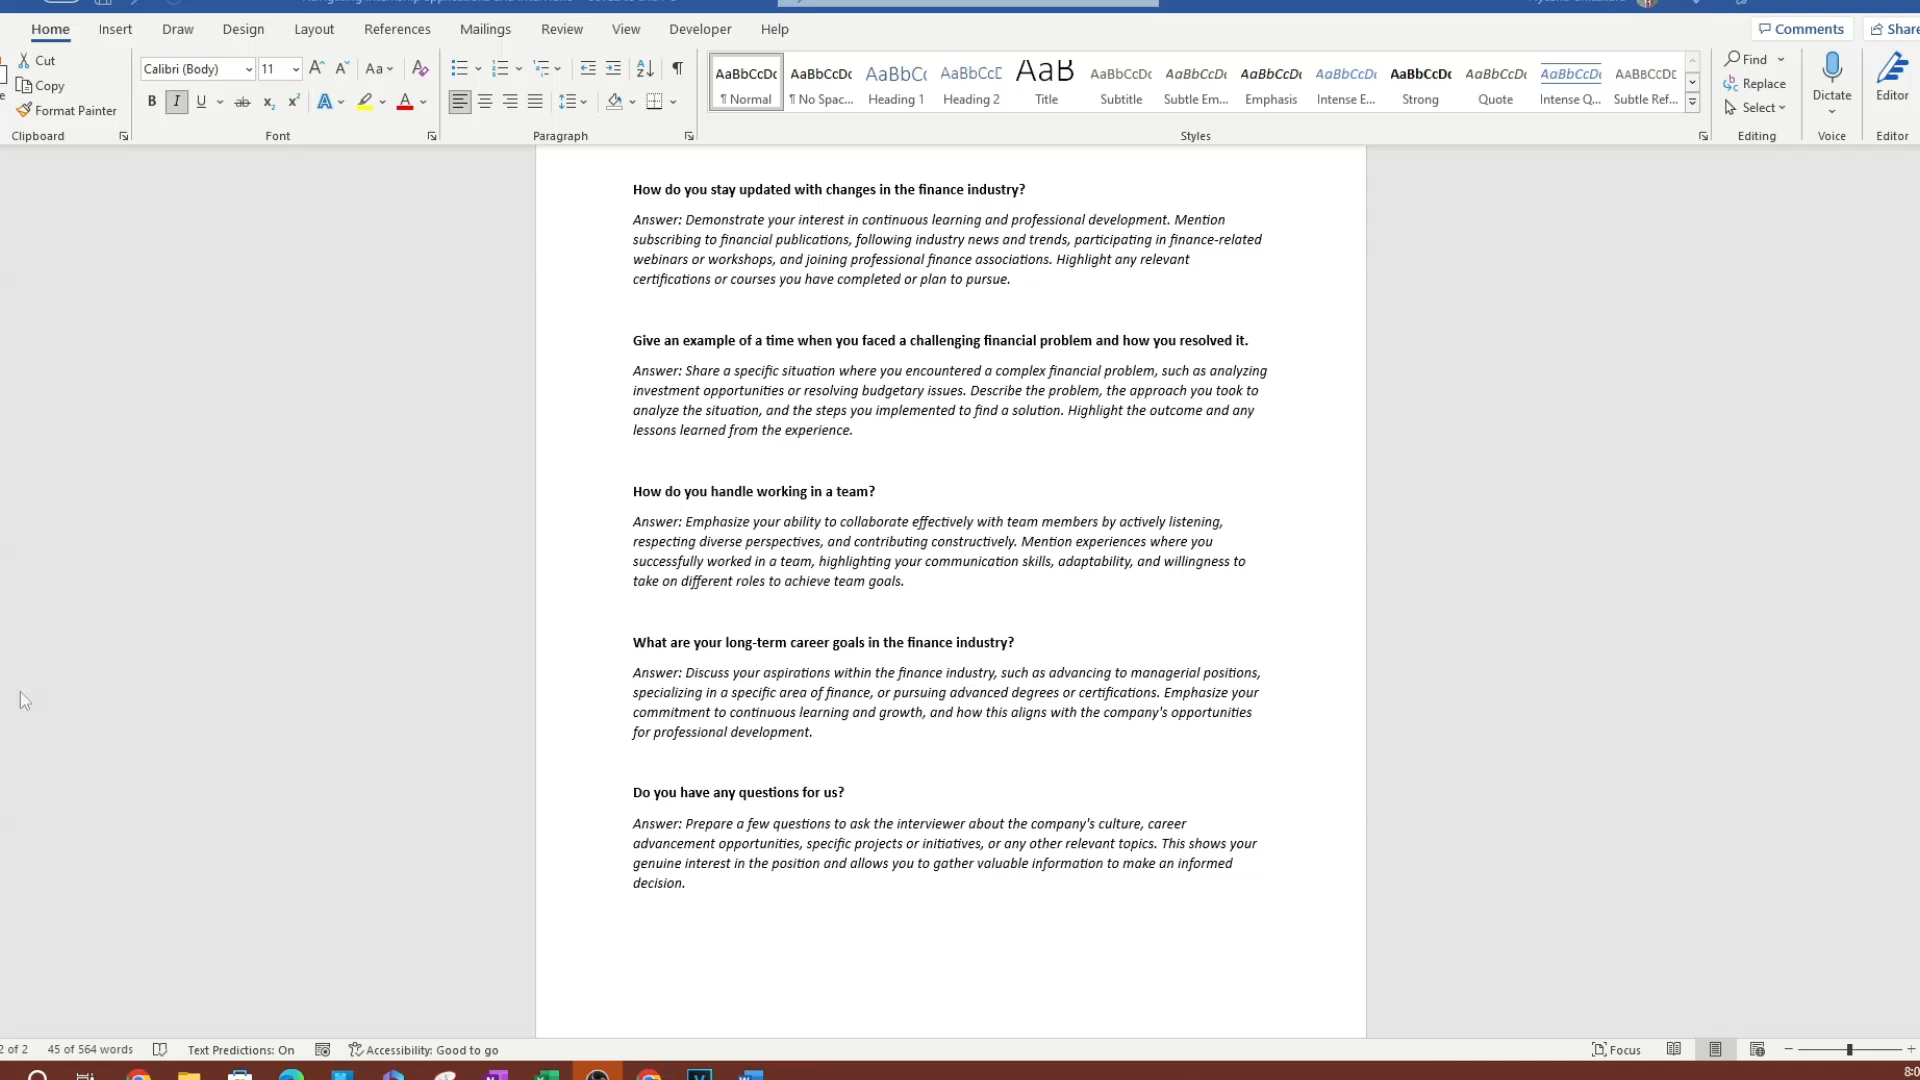 Home Insert Draw Design Layout References Mailings Review View Developer Help Comments Share
Cut
Copy
Format Painter
Clipboard
Calibri (Body) 11
Font
Paragraph
AaBbCcDc AaBbCcDc AaBbCc AaBbCcD AaB AaBbCcDc AaBbCcDc AaBbCcDc AaBbCcDc AaBbCcDc AaBbCcDc AaBbCcDc AABBCCDD
¶ Normal ¶ No Spac... Heading 1 Heading 2 Title Subtitle Subtle Em... Emphasis Intense E... Strong Quote Intense Q... Subtle Ref...
Styles
Find
Replace
Select
Editing
Dictate
Voice
Editor
Editor
How do you stay updated with changes in the finance industry?
Answer: Demonstrate your interest in continuous learning and professional development. Mention
subscribing to financial publications, following industry news and trends, participating in finance-related
webinars or workshops, and joining professional finance associations. Highlight any relevant
certifications or courses you have completed or plan to pursue.
Give an example of a time when you faced a challenging financial problem and how you resolved it.
Answer: Share a specific situation where you encountered a complex financial problem, such as analyzing
investment opportunities or resolving budgetary issues. Describe the problem, the approach you took to
analyze the situation, and the steps you implemented to find a solution. Highlight the outcome and any
lessons learned from the experience.
How do you handle working in a team?
Answer: Emphasize your ability to collaborate effectively with team members by actively listening,
respecting diverse perspectives, and contributing constructively. Mention experiences where you
successfully worked in a team, highlighting your communication skills, adaptability, and willingness to
take on different roles to achieve team goals.
What are your long-term career goals in the finance industry?
Answer: Discuss your aspirations within the finance industry, such as advancing to managerial positions,
specializing in a specific area of finance, or pursuing advanced degrees or certifications. Emphasize your
commitment to continuous learning and growth, and how this aligns with the company's opportunities
for professional development.
Do you have any questions for us?
Answer: Prepare a few questions to ask the interviewer about the company's culture, career
advancement opportunities, specific projects or initiatives, or any other relevant topics. This shows your
genuine interest in the position and allows you to gather valuable information to make an informed
decision.
2 of 2 45 of 564 words Text Predictions: On Accessibility: Good to go Focus
8:0